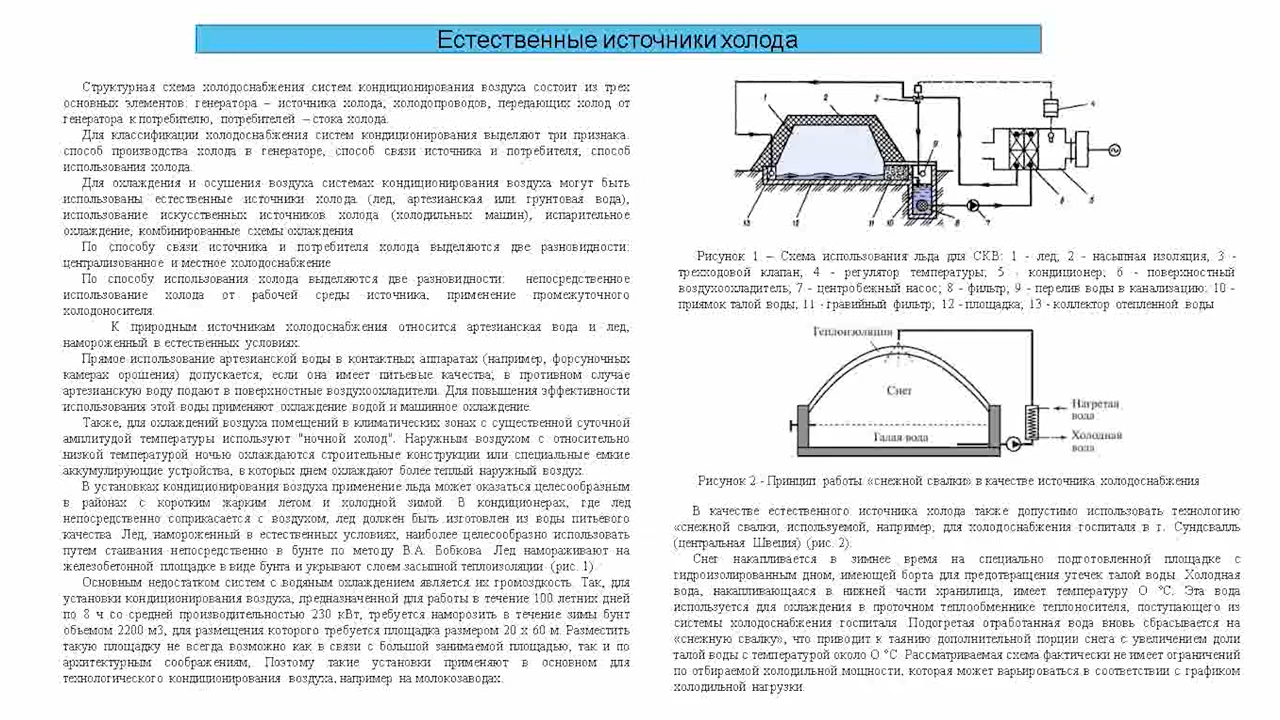 Естественные источники холода
Структурная схема холодоснабжения систем кондиционирования воздуха состоит из трех
основных элементов: генератора – источника холода; холодопроводов, передающих холод от
генератора к потребителю, потребителей – стока холода.
Для классификации холодоснабжения систем кондиционирования выделяют три признака:
способ производства холода в генераторе, способ связи источника и потребителя; способ
использования холода.
Для охлаждения и осушения воздуха системах кондиционирования воздуха могут быть
использованы естественные источники холода (лед, артезианская или грунтовая вода),
использование искусственных источников холода (холодильных машин), испарительное
охлаждение, комбинированные схемы охлаждения
По способу связи источника и потребителя холода выделяются две разновидности:
централизованное и местное холодоснабжение
По способу использования холода выделяются две разновидности: непосредственное
использование холода от рабочей среды источника, применение промежуточного
холодоносителя.
К природным источникам холодоснабжения относится артезианская вода и лед,
намороженный в естественных условиях.
Прямое использование артезианской воды в контактных аппаратах (например, форсуночных
камерах орошения) допускается, если она имеет питьевые качества; в противном случае
артезианскую воду подают в поверхностные воздухоохладители. Для повышения эффективности
использования этой воды применяют охлаждение водой и машинное охлаждение.
Также, для охлаждений воздуха помещений в климатических зонах с существенной суточной
амплитудой температуры используют "ночной холод". Наружным воздухом с относительно
низкой температурой ночью охлаждаются строительные конструкции или специальные емкие
аккумулирующие устройства, в которых днем охлаждают более теплый наружный воздух.
В установках кондиционирования воздуха применение льда может оказаться целесообразным
в районах с коротким жарким летом и холодной зимой. В кондиционерах, где лед
непосредственно соприкасается с воздухом, лед должен быть изготовлен из воды питьевого
качества. Лед, намороженный в естественных условиях, наиболее целесообразно использовать
путем стаивания непосредственно в бунте по методу В.А. Бобкова. Лед намораживают на
железобетонной площадке в виде бунта и укрывают слоем засыпной теплоизоляции (рис. 1).
Основным недостатком систем с водяным охлаждением является их громоздкость. Так, для
установки кондиционирования воздуха, предназначенной для работы в течение 100 летних дней
по 8 ч со средней производительностью 230 кВт, требуется наморозить в течение зимы бунт
объемом 2200 м3, для размещения которого требуется площадка размером 20 х 60 м. Разместить
такую площадку не всегда возможно как в связи с большой занимаемой площадью, так и по
архитектурным соображениям, Поэтому такие установки применяют в основном для
технологического кондиционирования воздуха, например на молокозаводах.
1 2 3 4 9
13 12 11 10 8 7 6 5
Рисунок 1 – Схема использования льда для СКВ: 1 - лед; 2 - насыпная изоляция, 3 -
трехходовой клапан; 4 - регулятор температуры; 5 - кондиционер; 6 - поверхностный
воздухоохладитель; 7 - центробежный насос; 8 - фильтр; 9 - перелив воды в канализацию: 10 -
приямок талой воды; 11 - гравийный фильтр; 12 - площадка; 13 - коллектор отепленной воды
Теплоизоляция
Снег
Талая вода
Нагретая
вода
Холодная
вода
Рисунок 2 - Принцип работы «снежной свалки» в качестве источника холодоснабжения
В качестве естественного источника холода также допустимо использовать технологию
«снежной свалки, используемой, например, для холодоснабжения госпиталя в г. Сундсвалль
(центральная Швеция) (рис. 2).
Снег накапливается в зимнее время на специально подготовленной площадке с
гидроизолированным дном, имеющей борта для предотвращения утечек талой воды. Холодная
вода, накапливающаяся в нижней части хранилища, имеет температуру О °С. Эта вода
используется для охлаждения в проточном теплообменнике теплоносителя, поступающего из
системы холодоснабжения госпиталя. Подогретая отработанная вода вновь сбрасывается на
«снежную свалку», что приводит к таянию дополнительной порции снега с увеличением доли
талой воды с температурой около О °С. Рассматриваемая схема фактически не имеет ограничений
по отбираемой холодильной мощности, которая может варьироваться в соответствии с графиком
холодильной нагрузки.